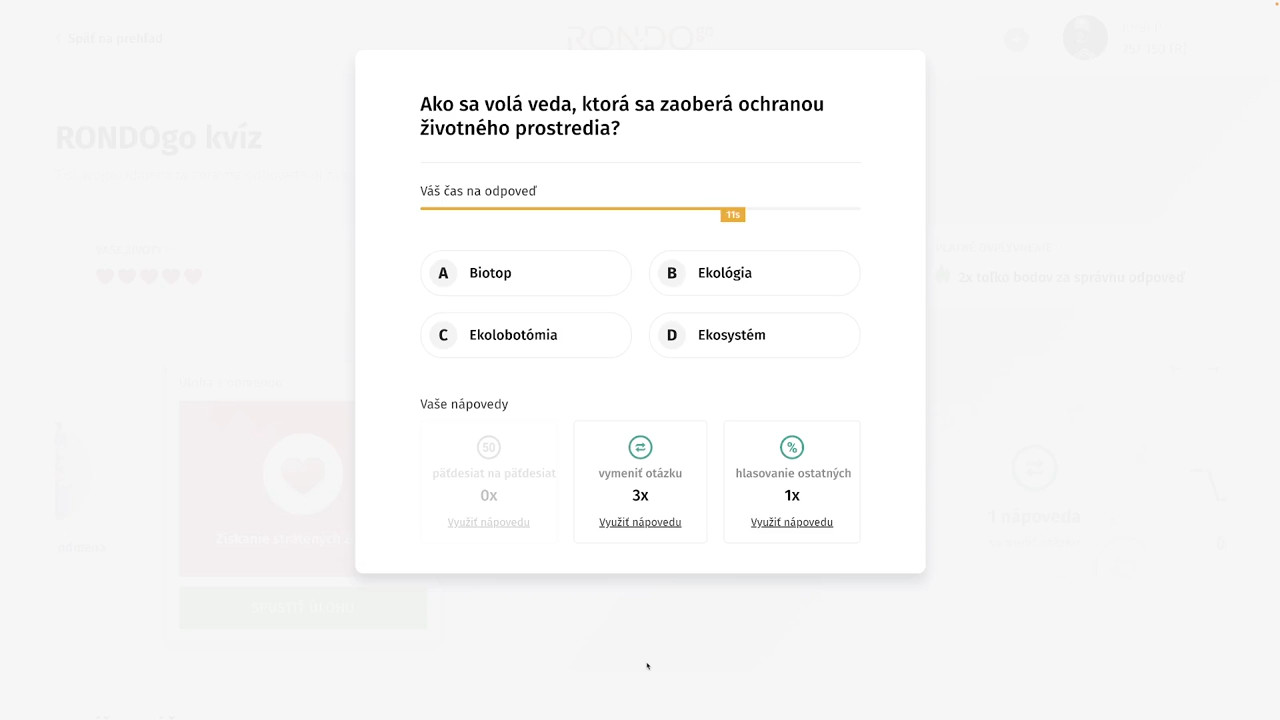 Späť na prehľad
RONDO
RONDOgo kvíz
Ako sa volá veda, ktorá sa zaoberá ochranou
životného prostredia?
Váš čas na odpoveď
11s
A Biotop
B Ekológia
C Ekolobotómia
D Ekosystém
2x toľko bodov za správnu odpoveď
Vaše nápovedy
50
päťdesiat na päťdesiat
0x
Využiť nápovedu
vymeniť otázku
3x
Využiť nápovedu
%
hlasovanie ostatných
1x
Využiť nápovedu
1 nápoveda